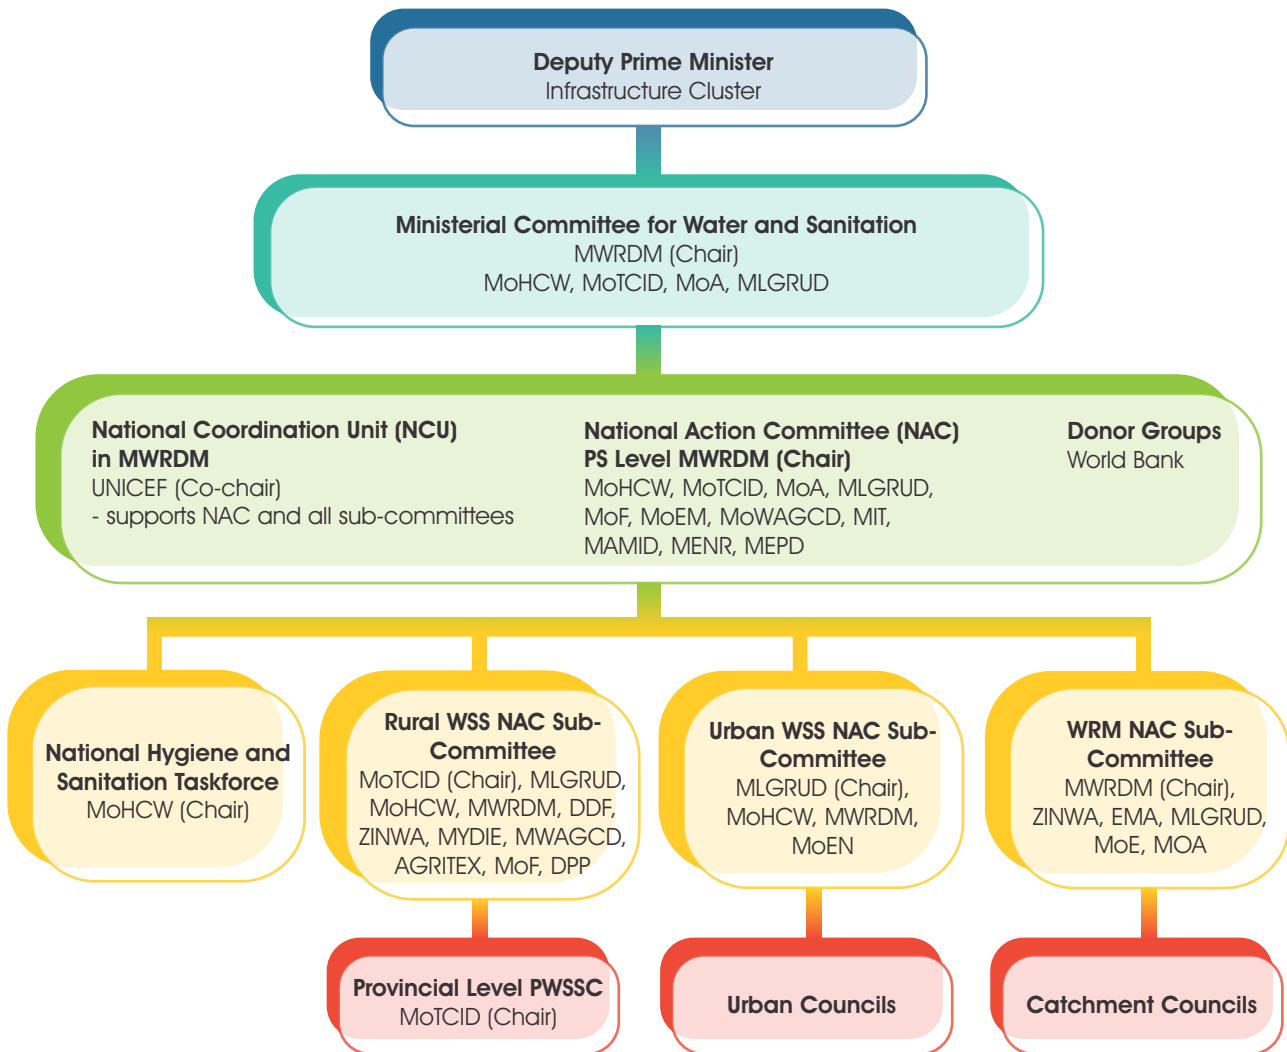 Deputy Prime Minister
Infrastructure Cluster
Ministerial Committee for Water and Sanitation
MWRDM (Chair)
MoHCW, MoTCID, MoA, MLGRUD
National Coordination Unit (NCU)
in MWRDM
UNICEF (Co-chair)
- supports NAC and all sub-committees
National Action Committee (NAC)
PS Level MWRDM (Chair)
MoHCW, MoTCID, MoA, MLGRUD,
MoF, MoEM, MoWAGCD, MIT,
MAMID, MENR, MEPD
Donor Groups
World Bank
National Hygiene and
Sanitation Taskforce
MoHCW (Chair)
Rural WSS NAC Sub-
Committee
MoTCID (Chair), MLGRUD,
MoHCW, MWRDM, DDF,
ZINWA, MYDIE, MWAGCD,
AGRITEX, MoF, DPP
Urban WSS NAC Sub-
Committee
MLGRUD (Chair),
MoHCW, MWRDM,
MoEN
WRM NAC Sub-
Committee
MWRDM (Chair),
ZINWA, EMA, MLGRUD,
MoE, MOA
Provincial Level PWSSC
MoTCID (Chair)
Urban Councils
Catchment Councils